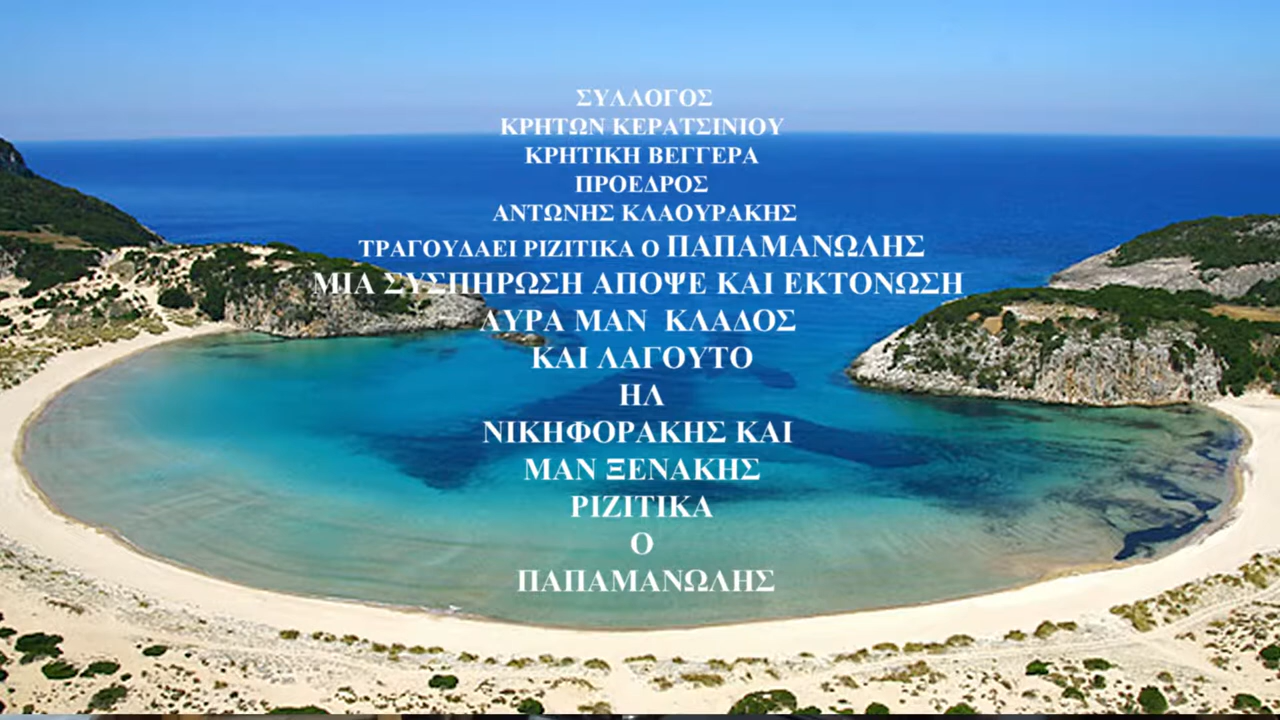 ΣΥΛΛΟΓΟΣ
ΚΡΗΤΩΝ ΚΕΡΑΤΣΙΝΙΟΥ
ΚΡΗΤΙΚΗ ΒΕΓΓΕΡΑ
ΠΡΟΕΔΡΟΣ
ΑΝΤΩΝΗΣ ΚΛΑΟΥΡΑΚΗΣ
ΤΡΑΓΟΥΔΑΕΙ ΡΙΖΙΤΙΚΑ Ο ΠΑΠΑΜΑΝΩΛΗΣ
ΜΙΑ ΣΥΣΠΗΡΩΣΗ ΑΠΟΨΕ ΚΑΙ ΕΚΤΟΝΩΣΗ
ΛΥΡΑ ΜΑΝ ΚΛΑΔΟΣ
ΚΑΙ ΛΑΓΟΥΤΟ
ΗΛ
ΝΙΚΗΦΟΡΑΚΗΣ ΚΑΙ
ΜΑΝ ΞΕΝΑΚΗΣ
ΡΙΖΙΤΙΚΑ
Ο
ΠΑΠΑΜΑΝΩΛΗΣ